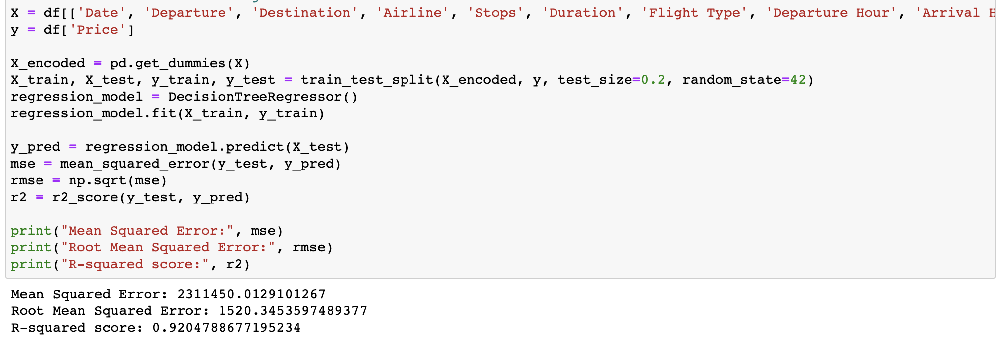 X = df[['Date', 'Departure', 'Destination', 'Airline', 'Stops', 'Duration', 'Flight Type', 'Departure Hour', 'Arrival H
y = df['Price']
X_encoded = pd.get_dummies(X)
X_train, X_test, y_train, y_test = train_test_split(X_encoded, y, test_size=0.2, random_state=42)
regression_model = DecisionTreeRegressor()
regression_model.fit(X_train, y_train)
y_pred = regression_model.predict(X_test)
mse = mean_squared_error(y_test, y_pred)
rmse = np.sqrt(mse)
r2 = r2_score(y_test, y_pred)
print("Mean Squared Error:", mse)
print("Root Mean Squared Error:", rmse)
print("R-squared score:", r2)
Mean Squared Error: 2311450.0129101267
Root Mean Squared Error: 1520.3453597489377
R-squared score: 0.9204788677195234